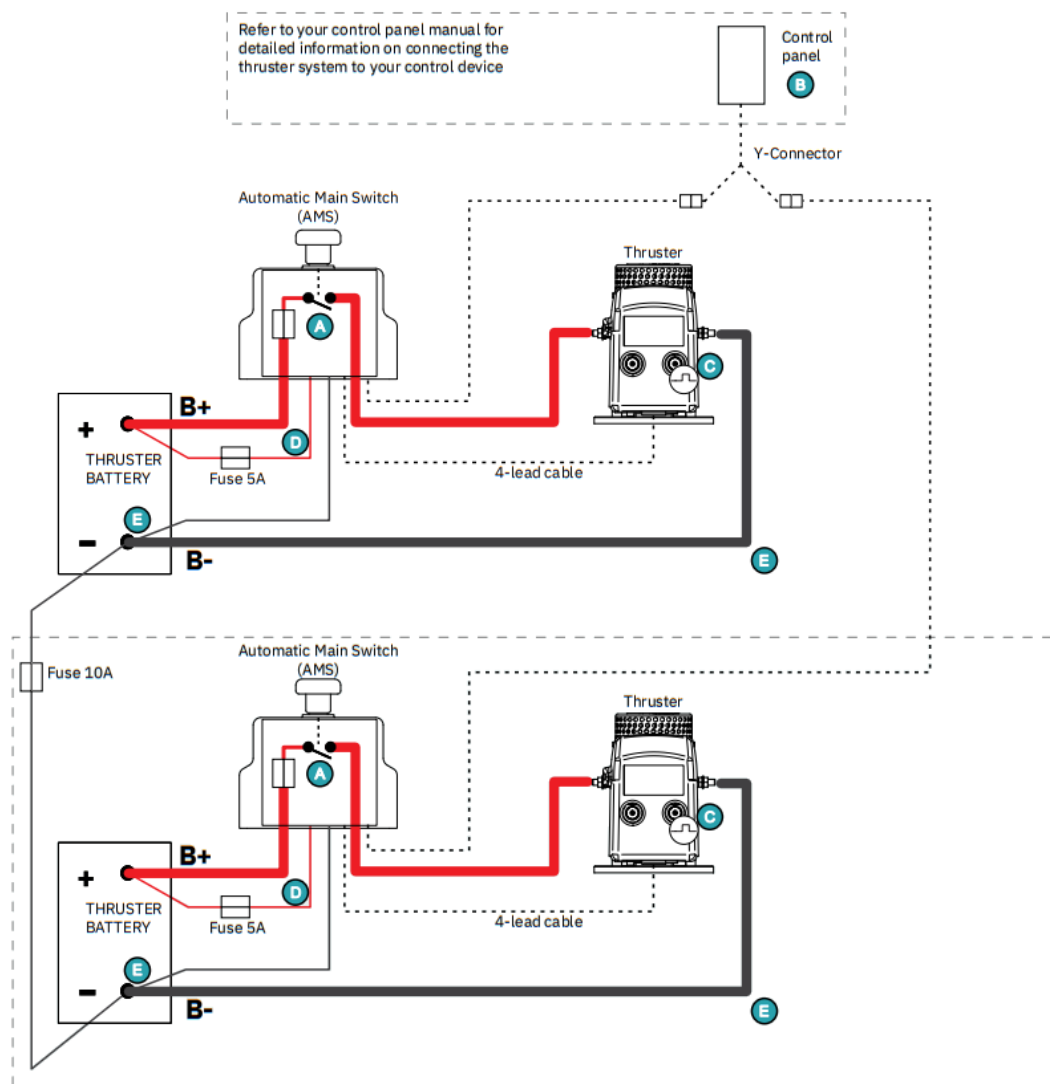 Refer to your control panel manual for
detailed information on connecting the
thruster system to your control device
Control
panel
B
Y-Connector
Automatic Main Switch
(AMS)
Thruster
A
C
B+
+
D
THRUSTER
BATTERY
Fuse 5A
4-lead cable
E
-
B-
E
Fuse 10A
Automatic Main Switch
(AMS)
Thruster
A
C
B+
+
D
THRUSTER
BATTERY
Fuse 5A
4-lead cable
E
-
B-
E